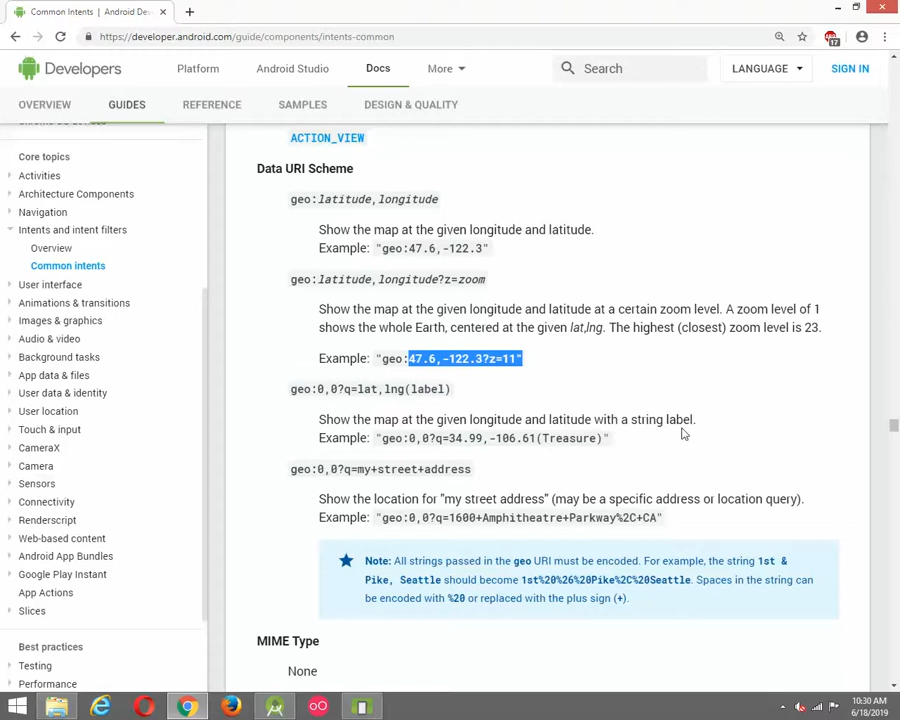 Common Intents | Android Dev
https://developer.android.com/guide/components/intents-common
17
Developers
Platform
Android Studio
Docs
More
Search
LANGUAGE
SIGN IN
OVERVIEW
GUIDES
REFERENCE
SAMPLES
DESIGN & QUALITY
Core topics
Activities
Architecture Components
Navigation
Intents and intent filters
Overview
Common intents
User interface
Animations & transitions
Images & graphics
Audio & video
Background tasks
App data & files
User data & identity
User location
Touch & input
CameraX
Camera
Sensors
Connectivity
Renderscript
Web-based content
Android App Bundles
Google Play Instant
App Actions
Slices
Best practices
Testing
Performance
ACTION_VIEW
Data URI Scheme
geo:latitude,longitude
Show the map at the given longitude and latitude.
Example: "geo:47.6,-122.3"
geo:latitude,longitude?z=zoom
Show the map at the given longitude and latitude at a certain zoom level. A zoom level of 1
shows the whole Earth, centered at the given lat,lng. The highest (closest) zoom level is 23.
Example: "geo:47.6,-122.3?z=11"
geo:0,0?q=lat,lng(label)
Show the map at the given longitude and latitude with a string label.
Example: "geo:0,0?q=34.99,-106.61(Treasure)"
geo:0,0?q=my+street+address
Show the location for "my street address" (may be a specific address or location query).
Example: "geo:0,0?q=1600+Amphitheatre+Parkway%2C+CA"
Note: All strings passed in the geo URI must be encoded. For example, the string 1st &
Pike, Seattle should become 1st%20%26%20Pike%2C%20Seattle. Spaces in the string can
be encoded with %20 or replaced with the plus sign (+).
MIME Type
None
10:30 AM
6/18/2019